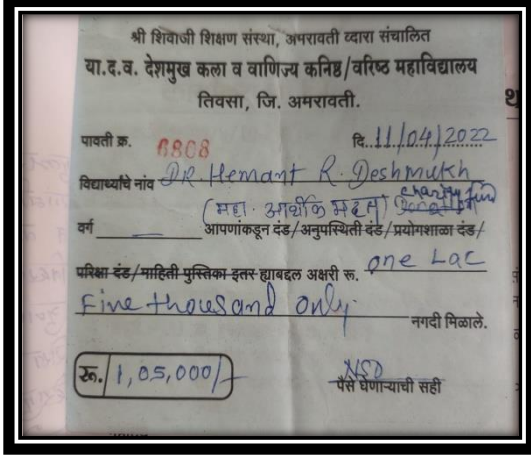 श्री शिवाजी शिक्षण संस्था, अमरावती व्दारा संचालित
या.द.व. देशमुख कला व वाणिज्य कनिष्ठ/वरिष्ठ महाविद्यालय
तिवसा, जि. अमरावती.
पावती क्र. 6808 दि. 11/04/2022
विद्यार्थ्याचे नांव DR. Hemant R. Deshmukh
(महा. आर्थीक मदत) charity fund
वर्ग — आपणांकडून दंड/अनुपस्थिती दंड/प्रयोगशाळा दंड/
परिक्षा दंड/माहिती पुस्तिका इतर ह्याबद्दल अक्षरी रू. one Lac
Five thousand only. नगदी मिळाले.
रू. 1,05,000/-
पैसे घेणाऱ्याची सही